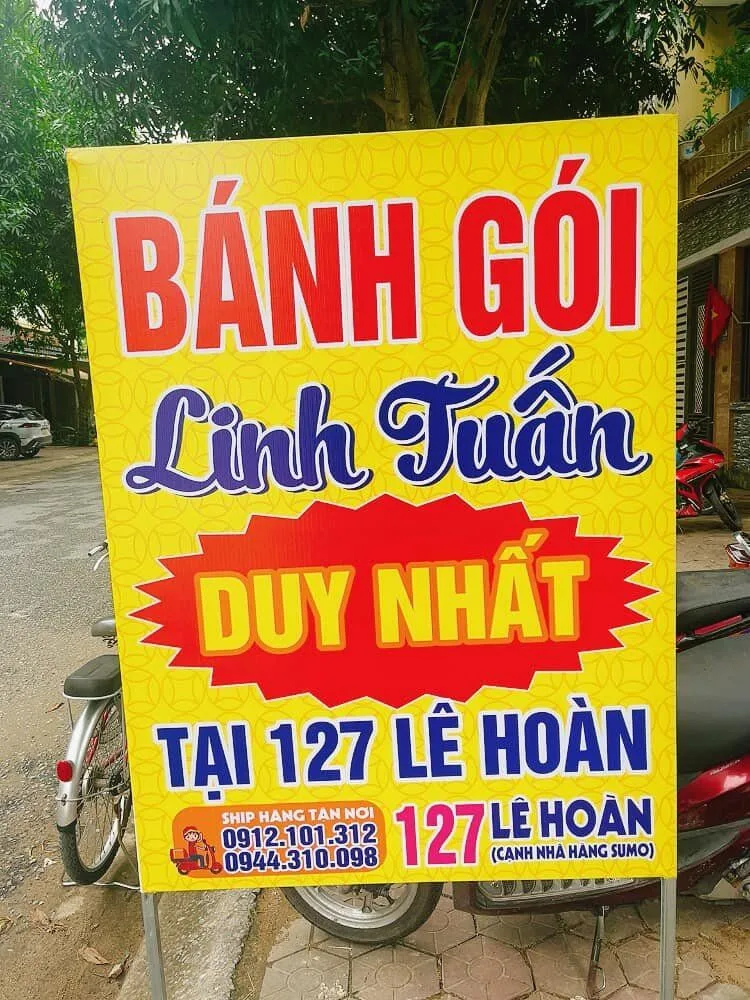 BÁNH GÓI
Linh Tuấn
DUY NHẤT
TẠI 127 LÊ HOÀN
SHIP HÀNG TẬN NƠI
0912.101.312
0944.310.098
127 LÊ HOÀN
(CẠNH NHÀ HÀNG SUMO)